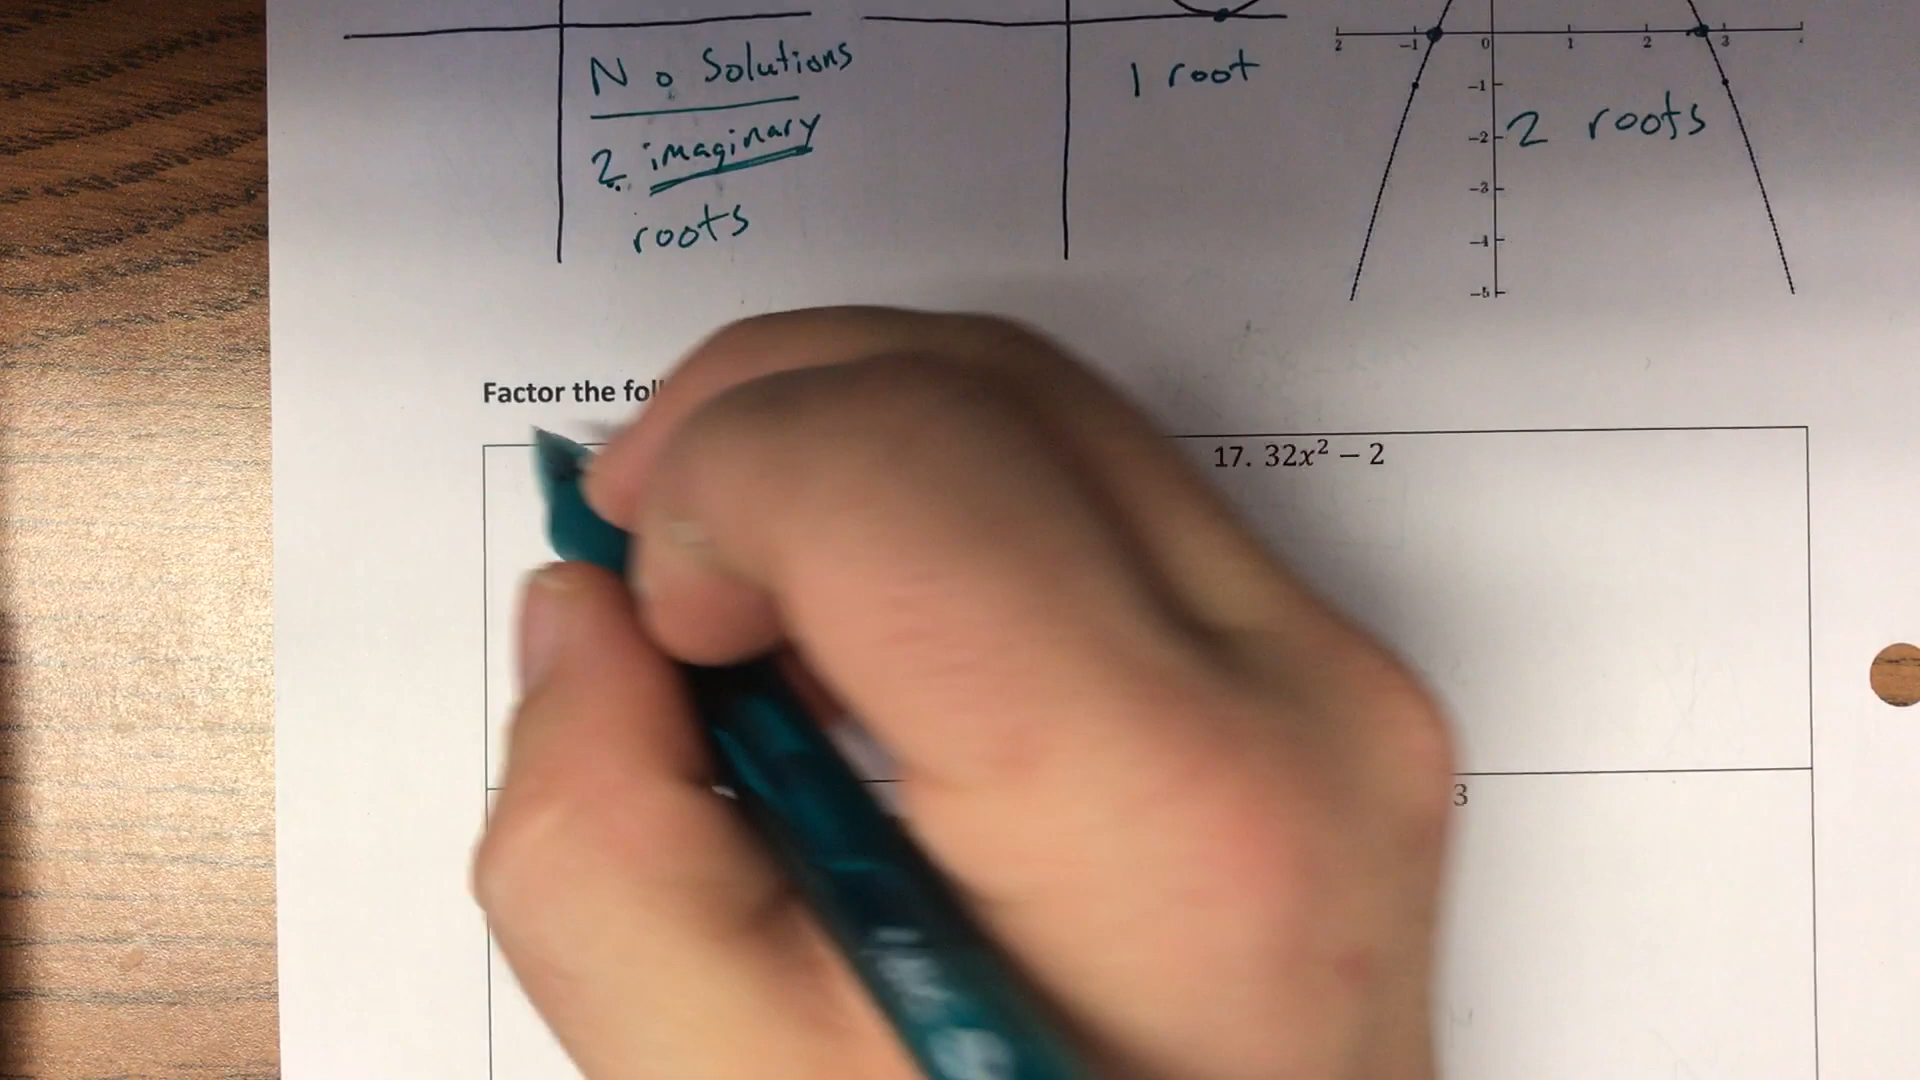 No Solutions
2 imaginary
roots
1 root
2 -1 0 1 2 3
-1
-2
-3
-4
-5
2 roots
Factor the
17. 32x² − 2
3